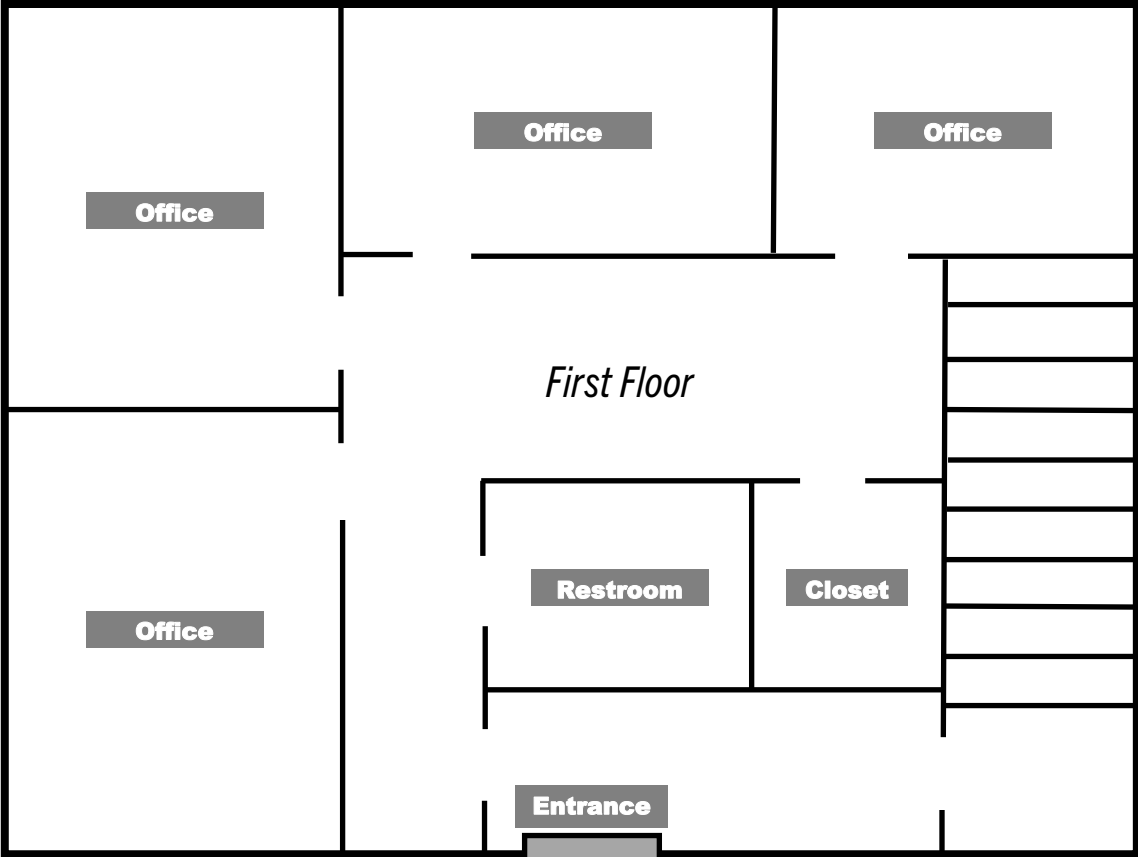 Office
Office
Office
First Floor
Restroom
Closet
Office
Entrance